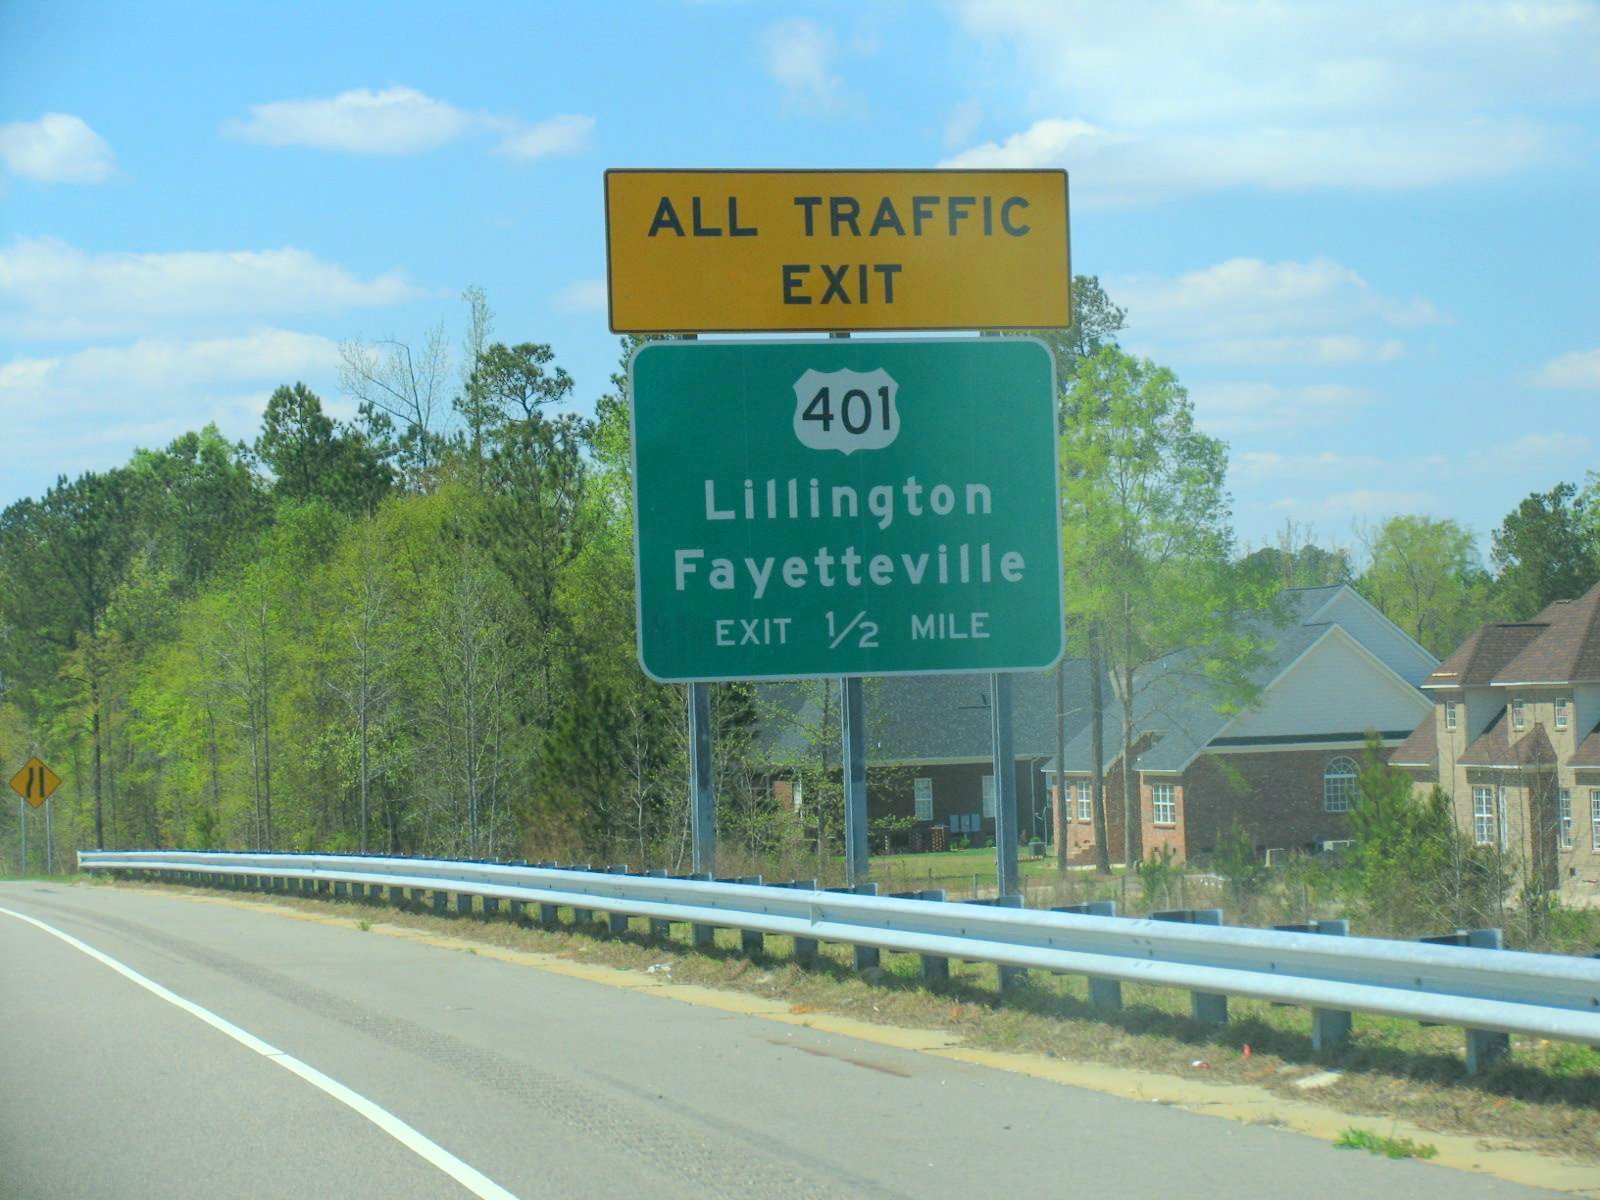 ALL TRAFFIC
EXIT
401
Lillington
Fayetteville
EXIT 1/2 MILE